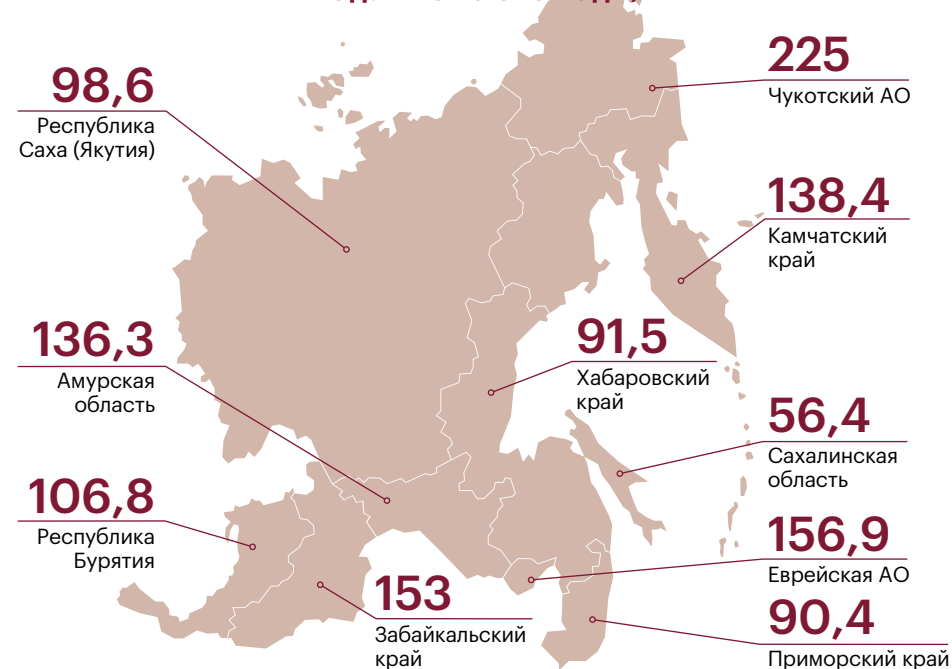 98,6
Республика
Саха (Якутия)
225
Чукотский АО
138,4
Камчатский
край
136,3
Амурская
область
91,5
Хабаровский
край
56,4
Сахалинская
область
106,8
Республика
Бурятия
156,9
Еврейская АО
153
Забайкальский
край
90,4
Приморский край